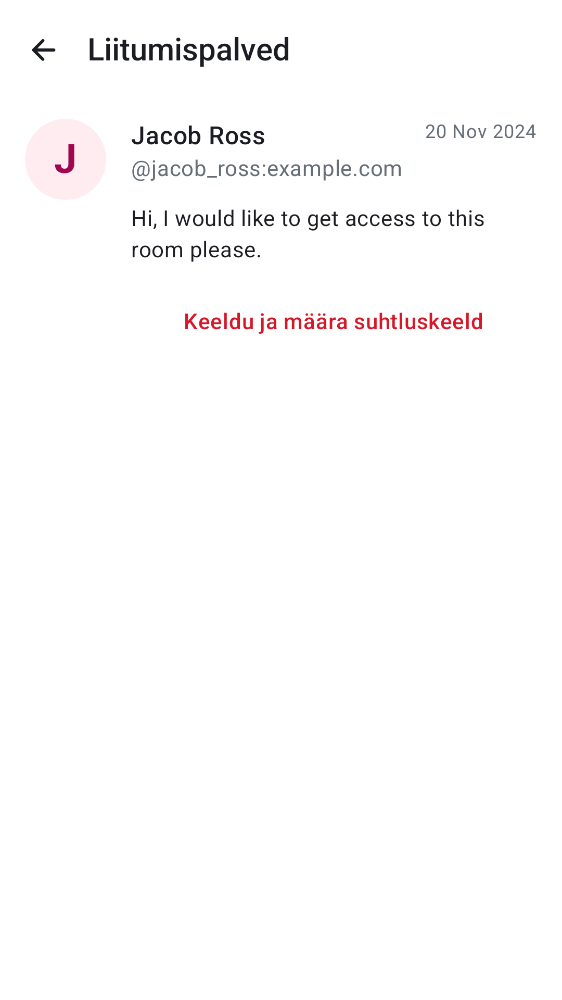 Liitumispalved
J
Jacob Ross
20 Nov 2024
@jacob_ross:example.com
Hi, I would like to get access to this
room please.
Keeldu ja määra suhtluskeeld